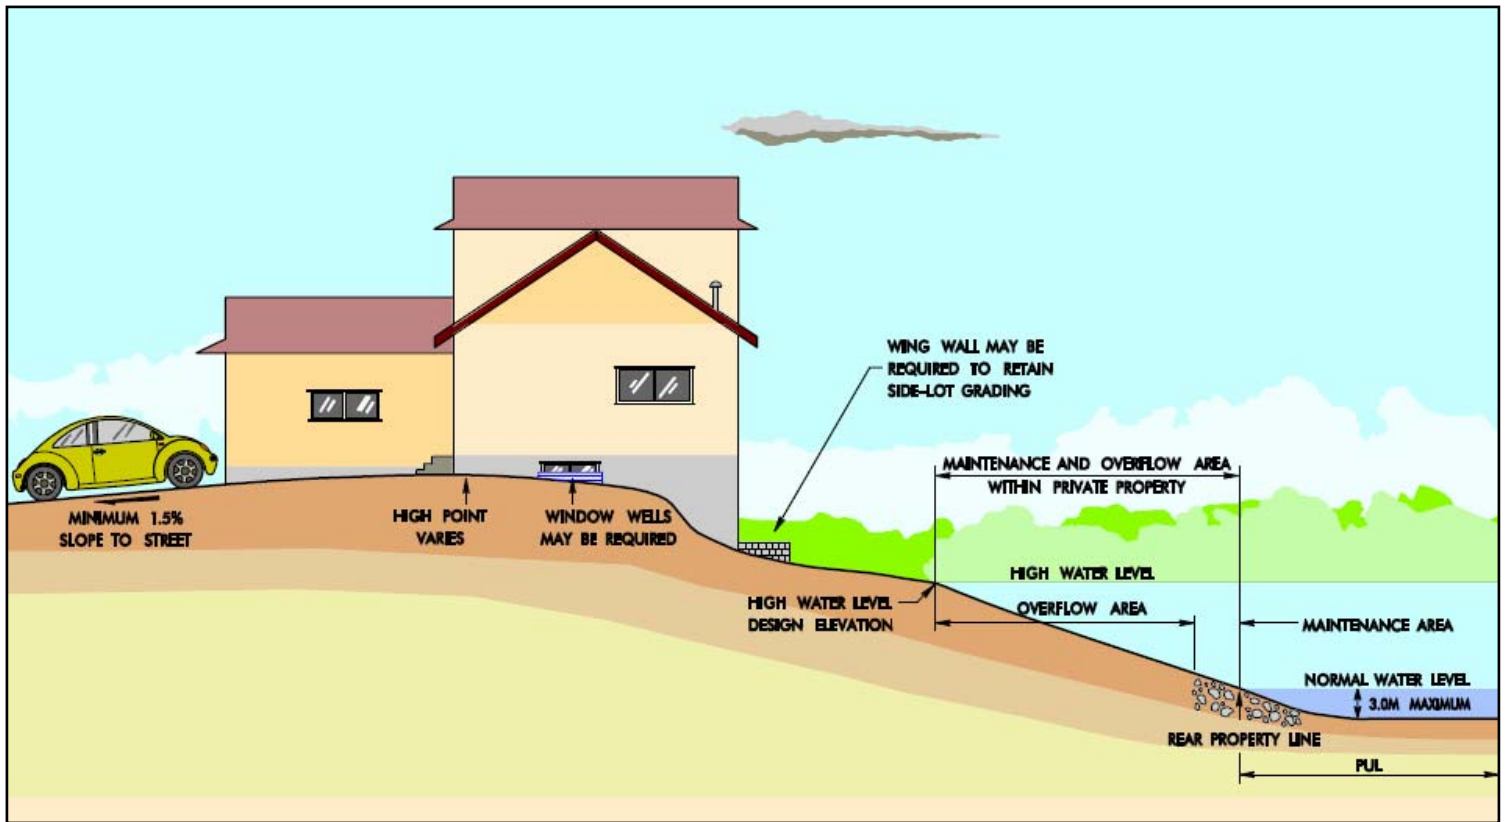 WING WALL MAY BE
REQUIRED TO RETAIN
SIDE-LOT GRADING
MAINTENANCE AND OVERFLOW AREA
WITHIN PRIVATE PROPERTY
MINIMUM 1.5%
SLOPE TO STREET
HIGH POINT
VARIES
WINDOW WELLS
MAY BE REQUIRED
HIGH WATER LEVEL
HIGH WATER LEVEL
DESIGN ELEVATION
OVERFLOW AREA
MAINTENANCE AREA
NORMAL WATER LEVEL
3.0M MAXIMUM
REAR PROPERTY LINE
PUL